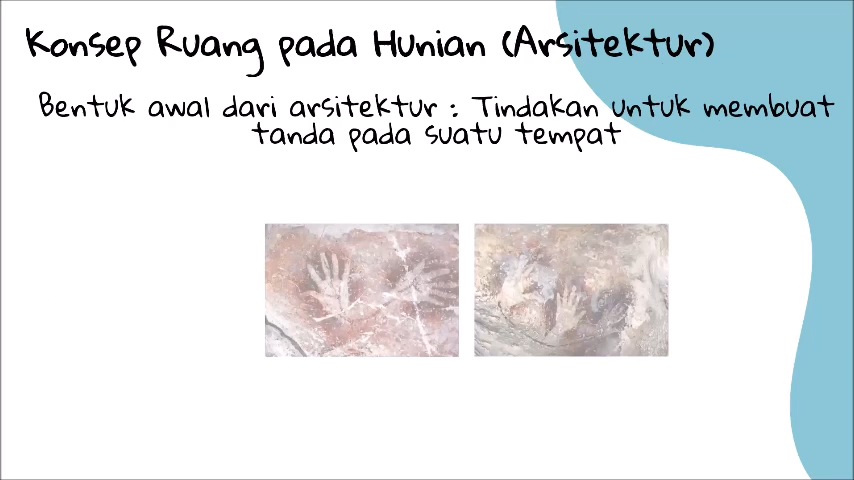 Konsep Ruang pada Hunian (Arsitektur)
Bentuk awal dari arsitektur : Tindakan untuk membuat
tanda pada suatu tempat